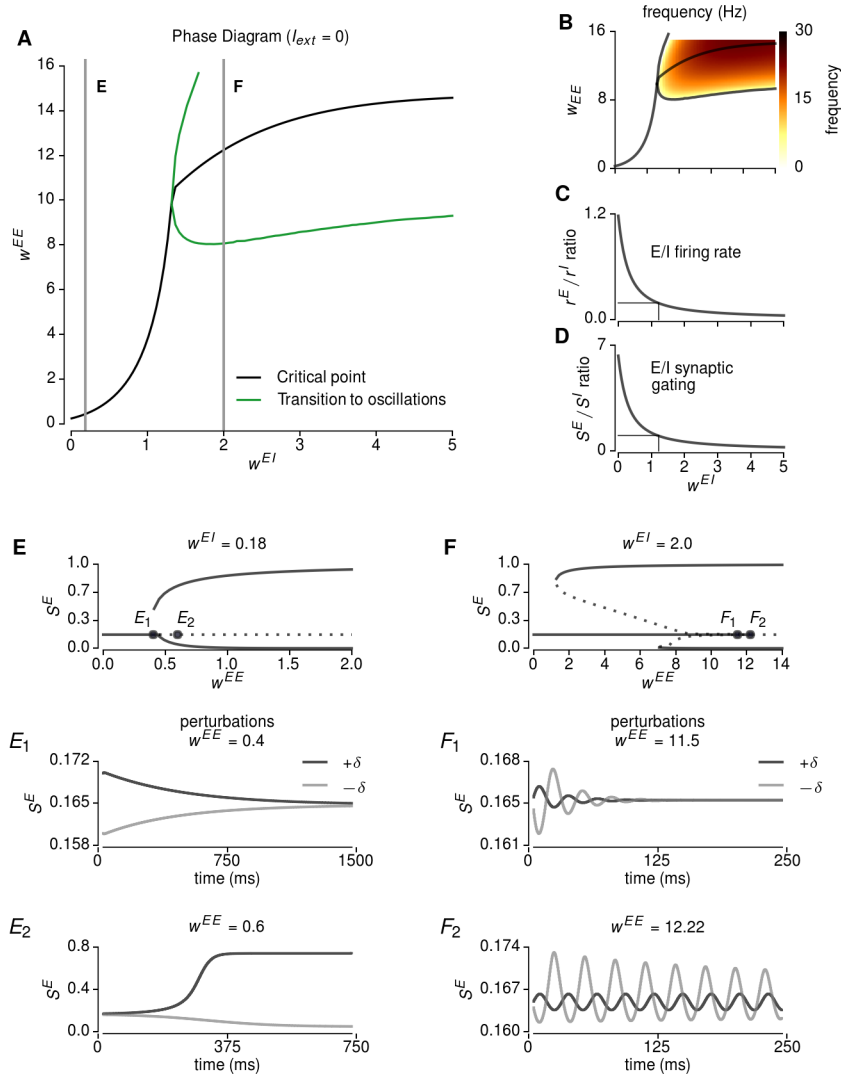 A
Phase Diagram (I_ext = 0)
16
14
12
10
8
6
4
2
0
w^EE
E
F
Critical point
Transition to oscillations
0 1 2 3 4 5
w^EI
B
frequency (Hz)
16
8
0
w_EE
30
15
0
frequency
C
1.2
0.0
r^E / r^I ratio
E/I firing rate
D
7
0
S^E / S^I ratio
E/I synaptic
gating
0 1 2 3 4 5
w^EI
E
w^EI = 0.18
1.0
0.7
0.3
0.0
S^E
E_1 E_2
0.0 0.5 1.0 1.5 2.0
w^EE
F
w^EI = 2.0
1.0
0.7
0.3
0.0
S^E
F_1 F_2
0 2 4 6 8 10 12 14
w^EE
E_1
perturbations
w^EE = 0.4
0.172
0.165
0.158
S^E
+δ
−δ
0 750 1500
time (ms)
F_1
perturbations
w^EE = 11.5
0.168
0.165
0.161
S^E
+δ
−δ
0 125 250
time (ms)
E_2
w^EE = 0.6
0.8
0.4
0.0
S^E
0 375 750
time (ms)
F_2
w^EE = 12.22
0.174
0.167
0.160
S^E
0 125 250
time (ms)